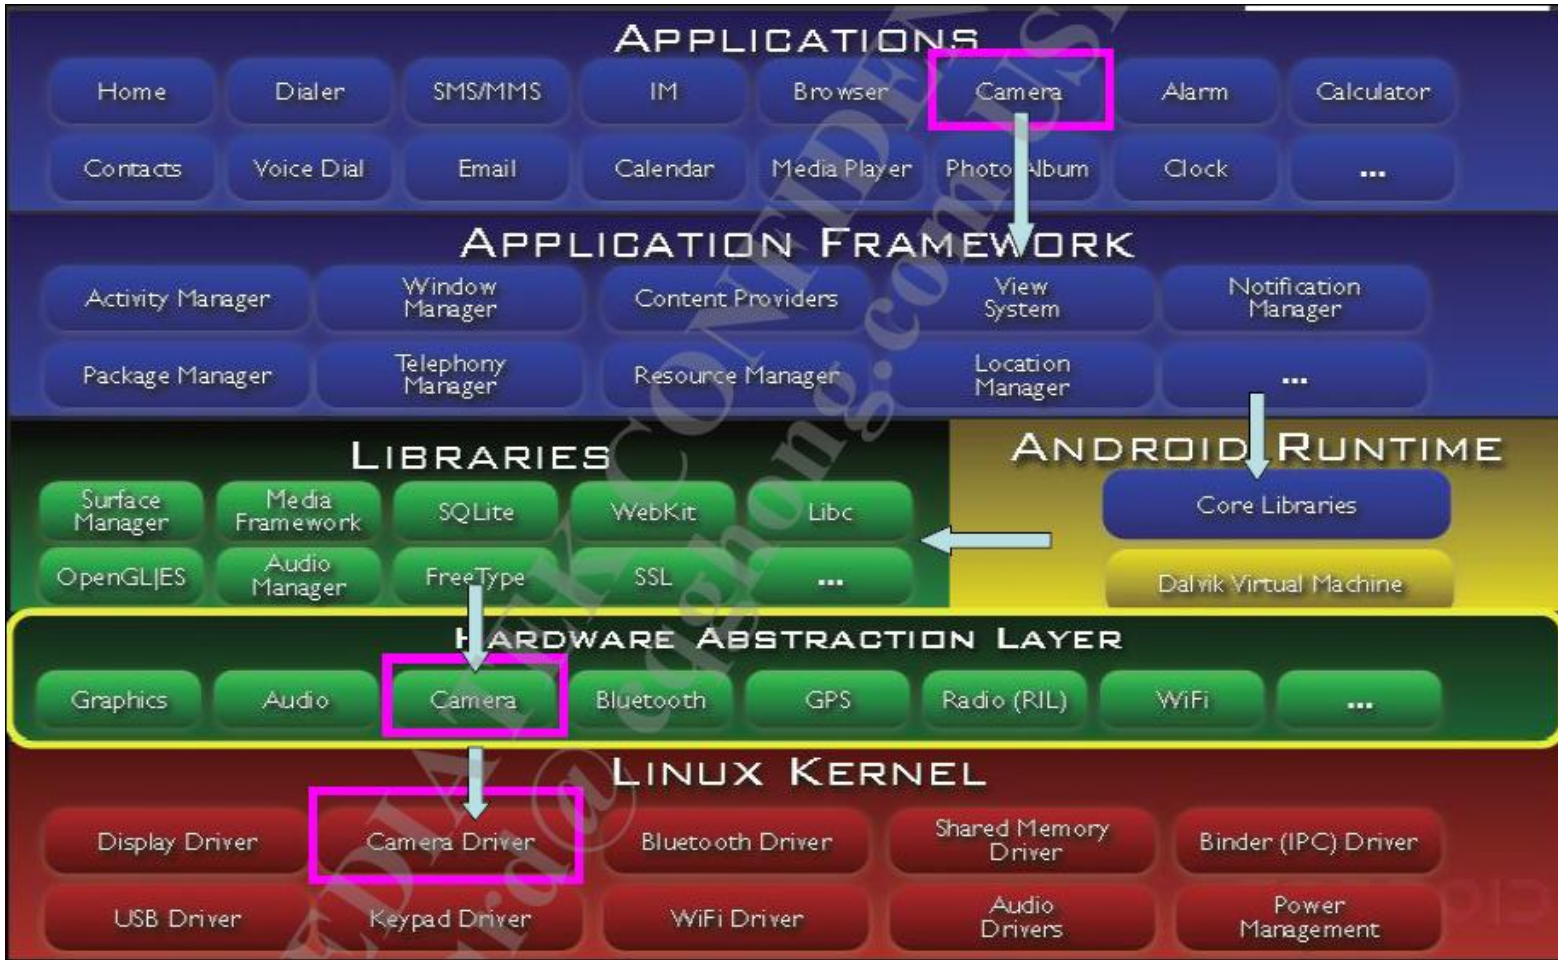 APPLICATIONS
Home Dialer SMS/MMS IM Browser Camera Alarm Calculator
Contacts Voice Dial Email Calendar Media Player Photo Album Clock ...
APPLICATION FRAMEWORK
Activity Manager Window Manager Content Providers View System Notification Manager
Package Manager Telephony Manager Resource Manager Location Manager ...
LIBRARIES
Surface Manager Media Framework SQLite WebKit Libc
OpenGL|ES Audio Manager FreeType SSL ...
ANDROID RUNTIME
Core Libraries
Dalvik Virtual Machine
HARDWARE ABSTRACTION LAYER
Graphics Audio Camera Bluetooth GPS Radio (RIL) WiFi ...
LINUX KERNEL
Display Driver Camera Driver Bluetooth Driver Shared Memory Driver Binder (IPC) Driver
USB Driver Keypad Driver WiFi Driver Audio Drivers Power Management